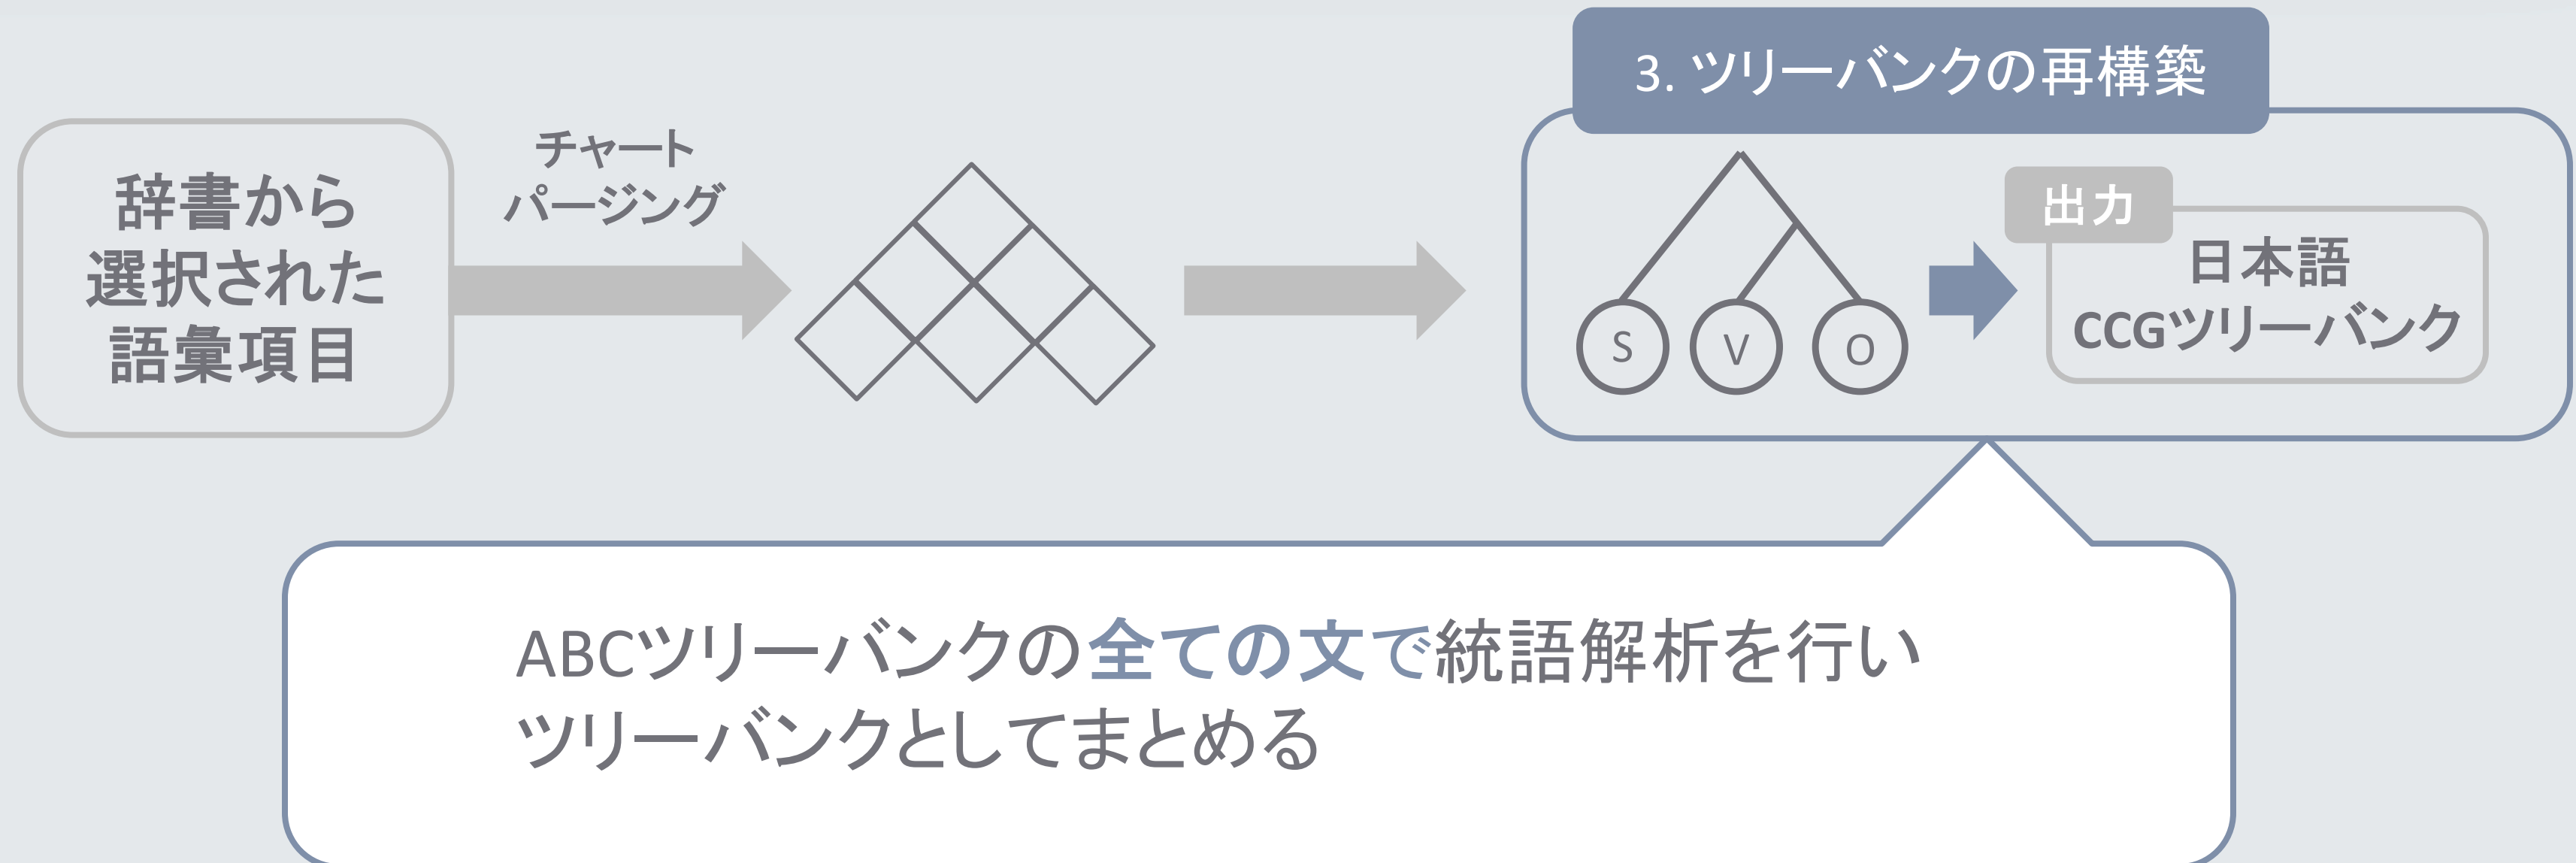 3. ツリーバンクの再構築
辞書から
選択された
語彙項目
チャート
パージング
S
V
O
出力
日本語
CCGツリーバンク
ABCツリーバンクの全ての文で統語解析を行い
ツリーバンクとしてまとめる